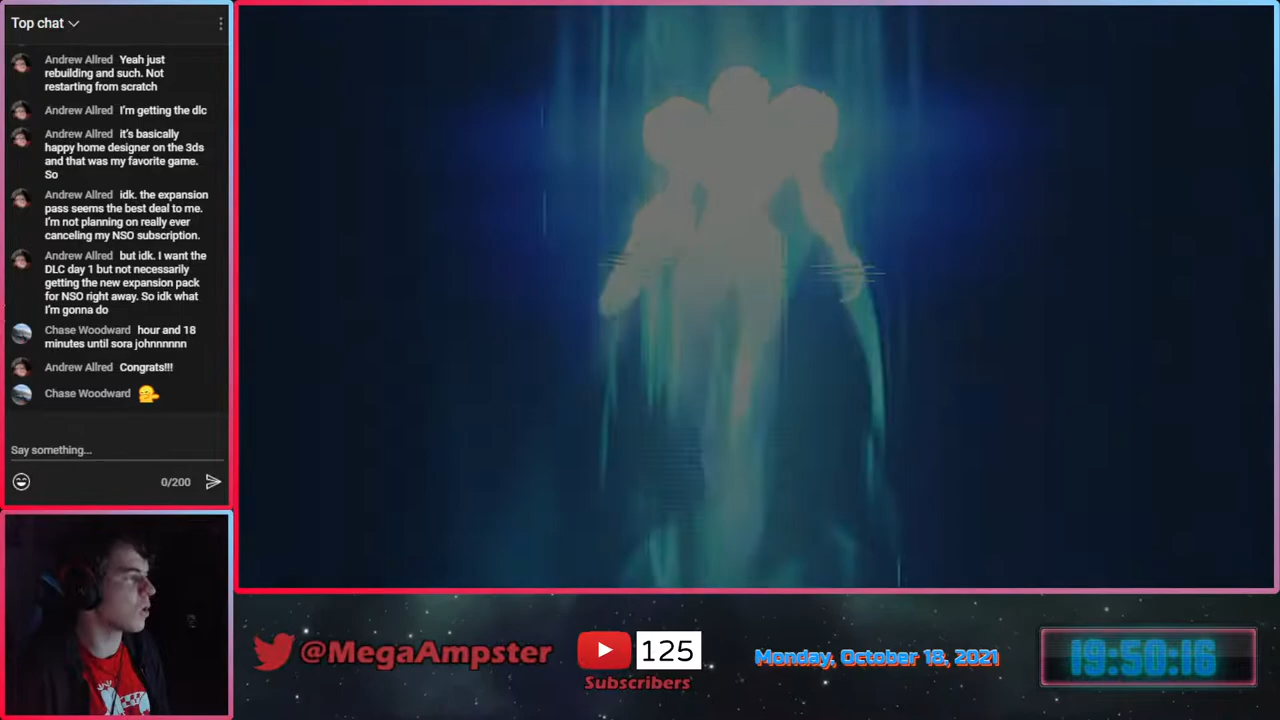 Top chat
Andrew Allred Yeah just
rebuilding and such. Not
restarting from scratch
Andrew Allred I'm getting the dlc
Andrew Allred it's basically
happy home designer on the 3ds
and that was my favorite game.
So
Andrew Allred idk. the expansion
pass seems the best deal to me.
I'm not planning on really ever
canceling my NSO subscription.
Andrew Allred but idk. I want the
DLC day 1 but not necessarily
getting the new expansion pack
for NSO right away. So idk what
I'm gonna do
Chase Woodward hour and 18
minutes until sora johnnnnnn
Andrew Allred Congrats!!!
Chase Woodward
Say something...
0/200
@MegaAmpster
125
Subscribers
Monday, October 18, 2021
19:50:16